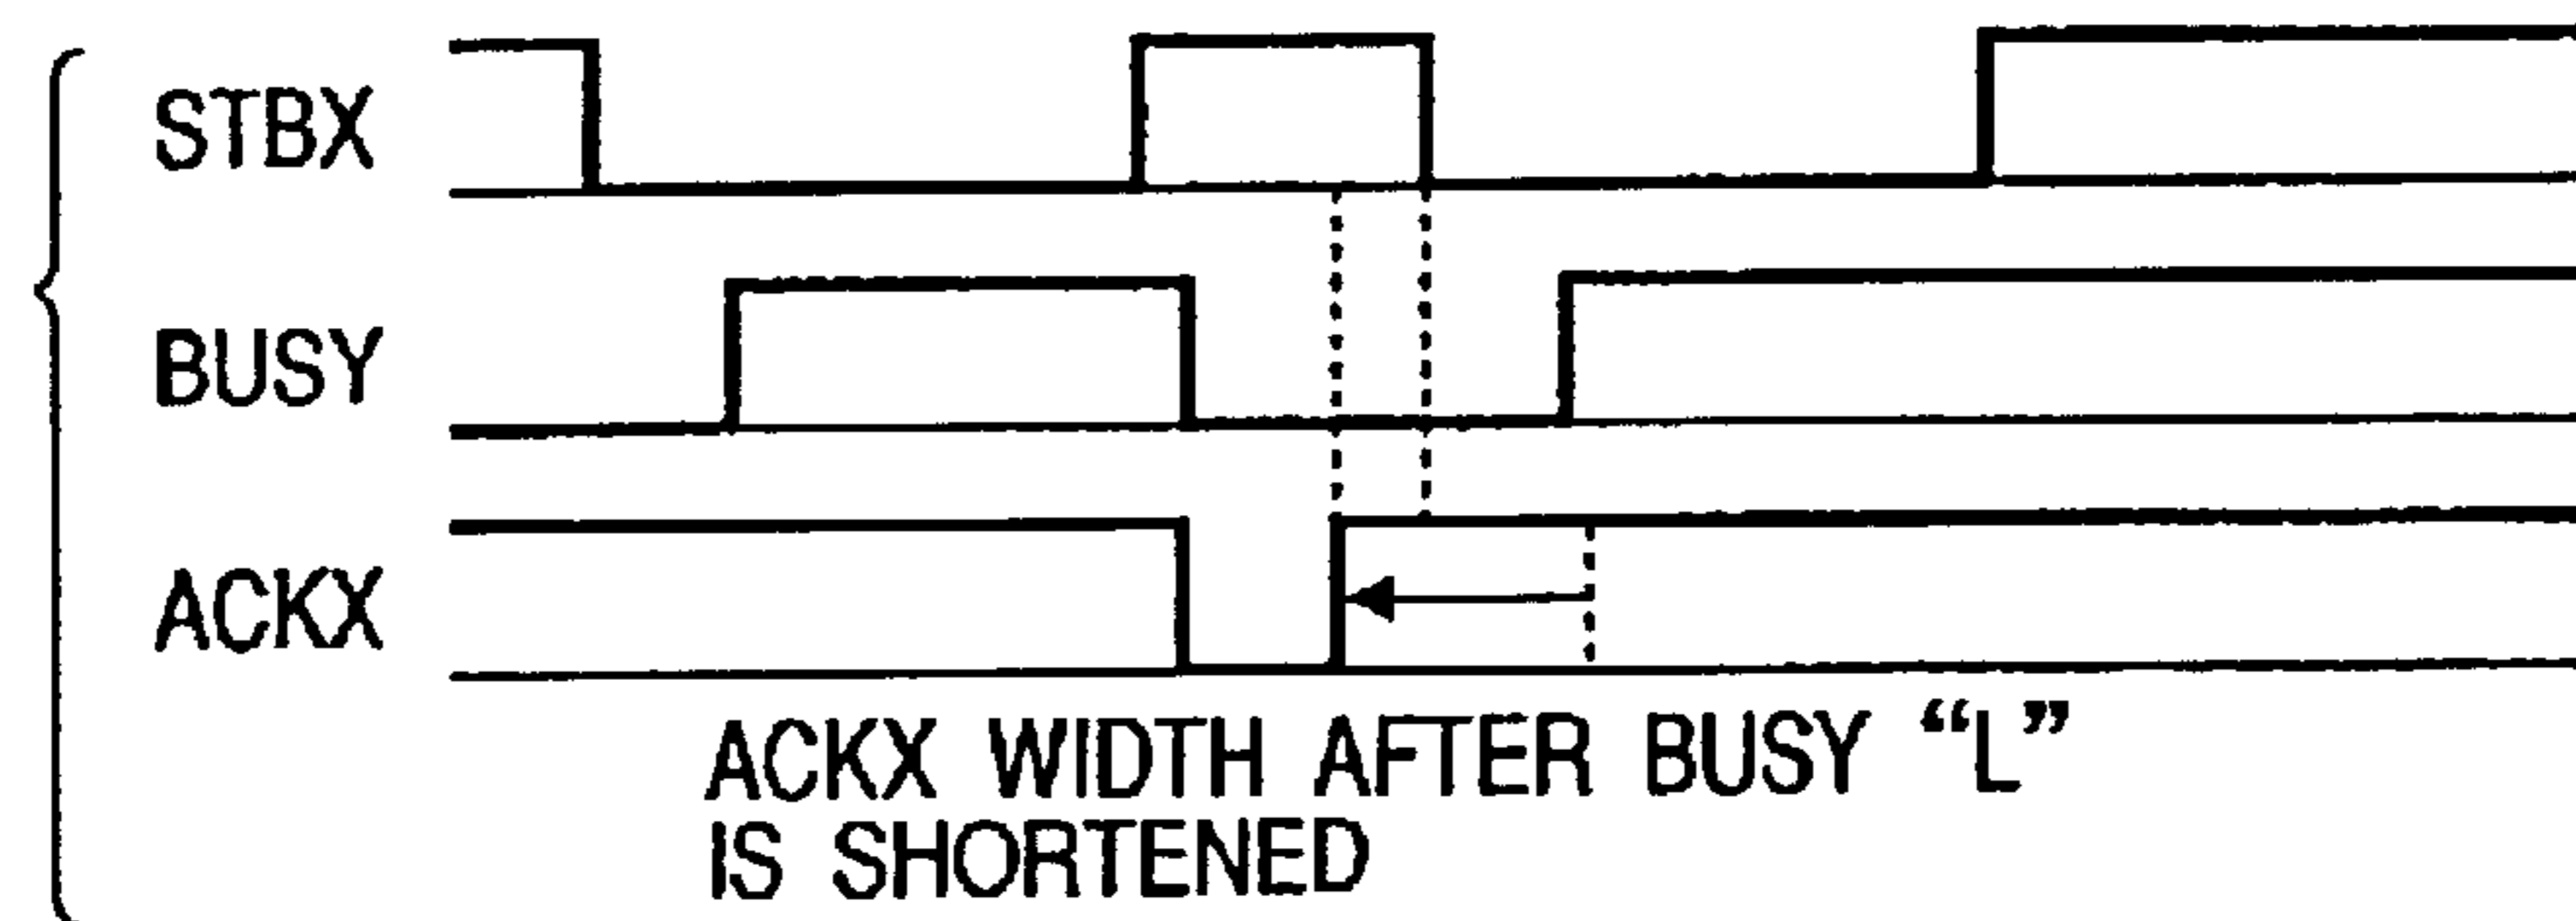 STBX
BUSY
ACKX
ACKX WIDTH AFTER BUSY “L”
IS SHORTENED